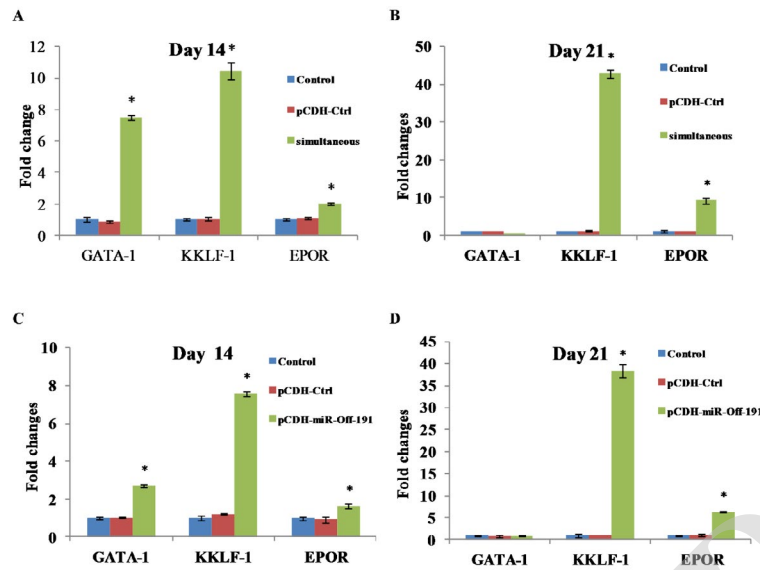 A
Day 14
*
12
10
8
6
4
2
0
Fold change
*
*
Control
pCDH-Ctrl
simultaneous
GATA-1 KKLF-1 EPOR
B
Day 21
*
50
40
30
20
10
0
Fold changes
*
Control
pCDH-Ctrl
simultaneous
GATA-1 KKLF-1 EPOR
C
Day 14
*
10
8
6
4
2
0
Fold changes
*
*
Control
pCDH-Ctrl
pCDH-miR-Off-191
GATA-1 KKLF-1 EPOR
D
Day 21
*
45
40
35
30
25
20
15
10
5
0
Fold changes
*
Control
pCDH-Ctrl
pCDH-miR-Off-191
GATA-1 KKLF-1 EPOR